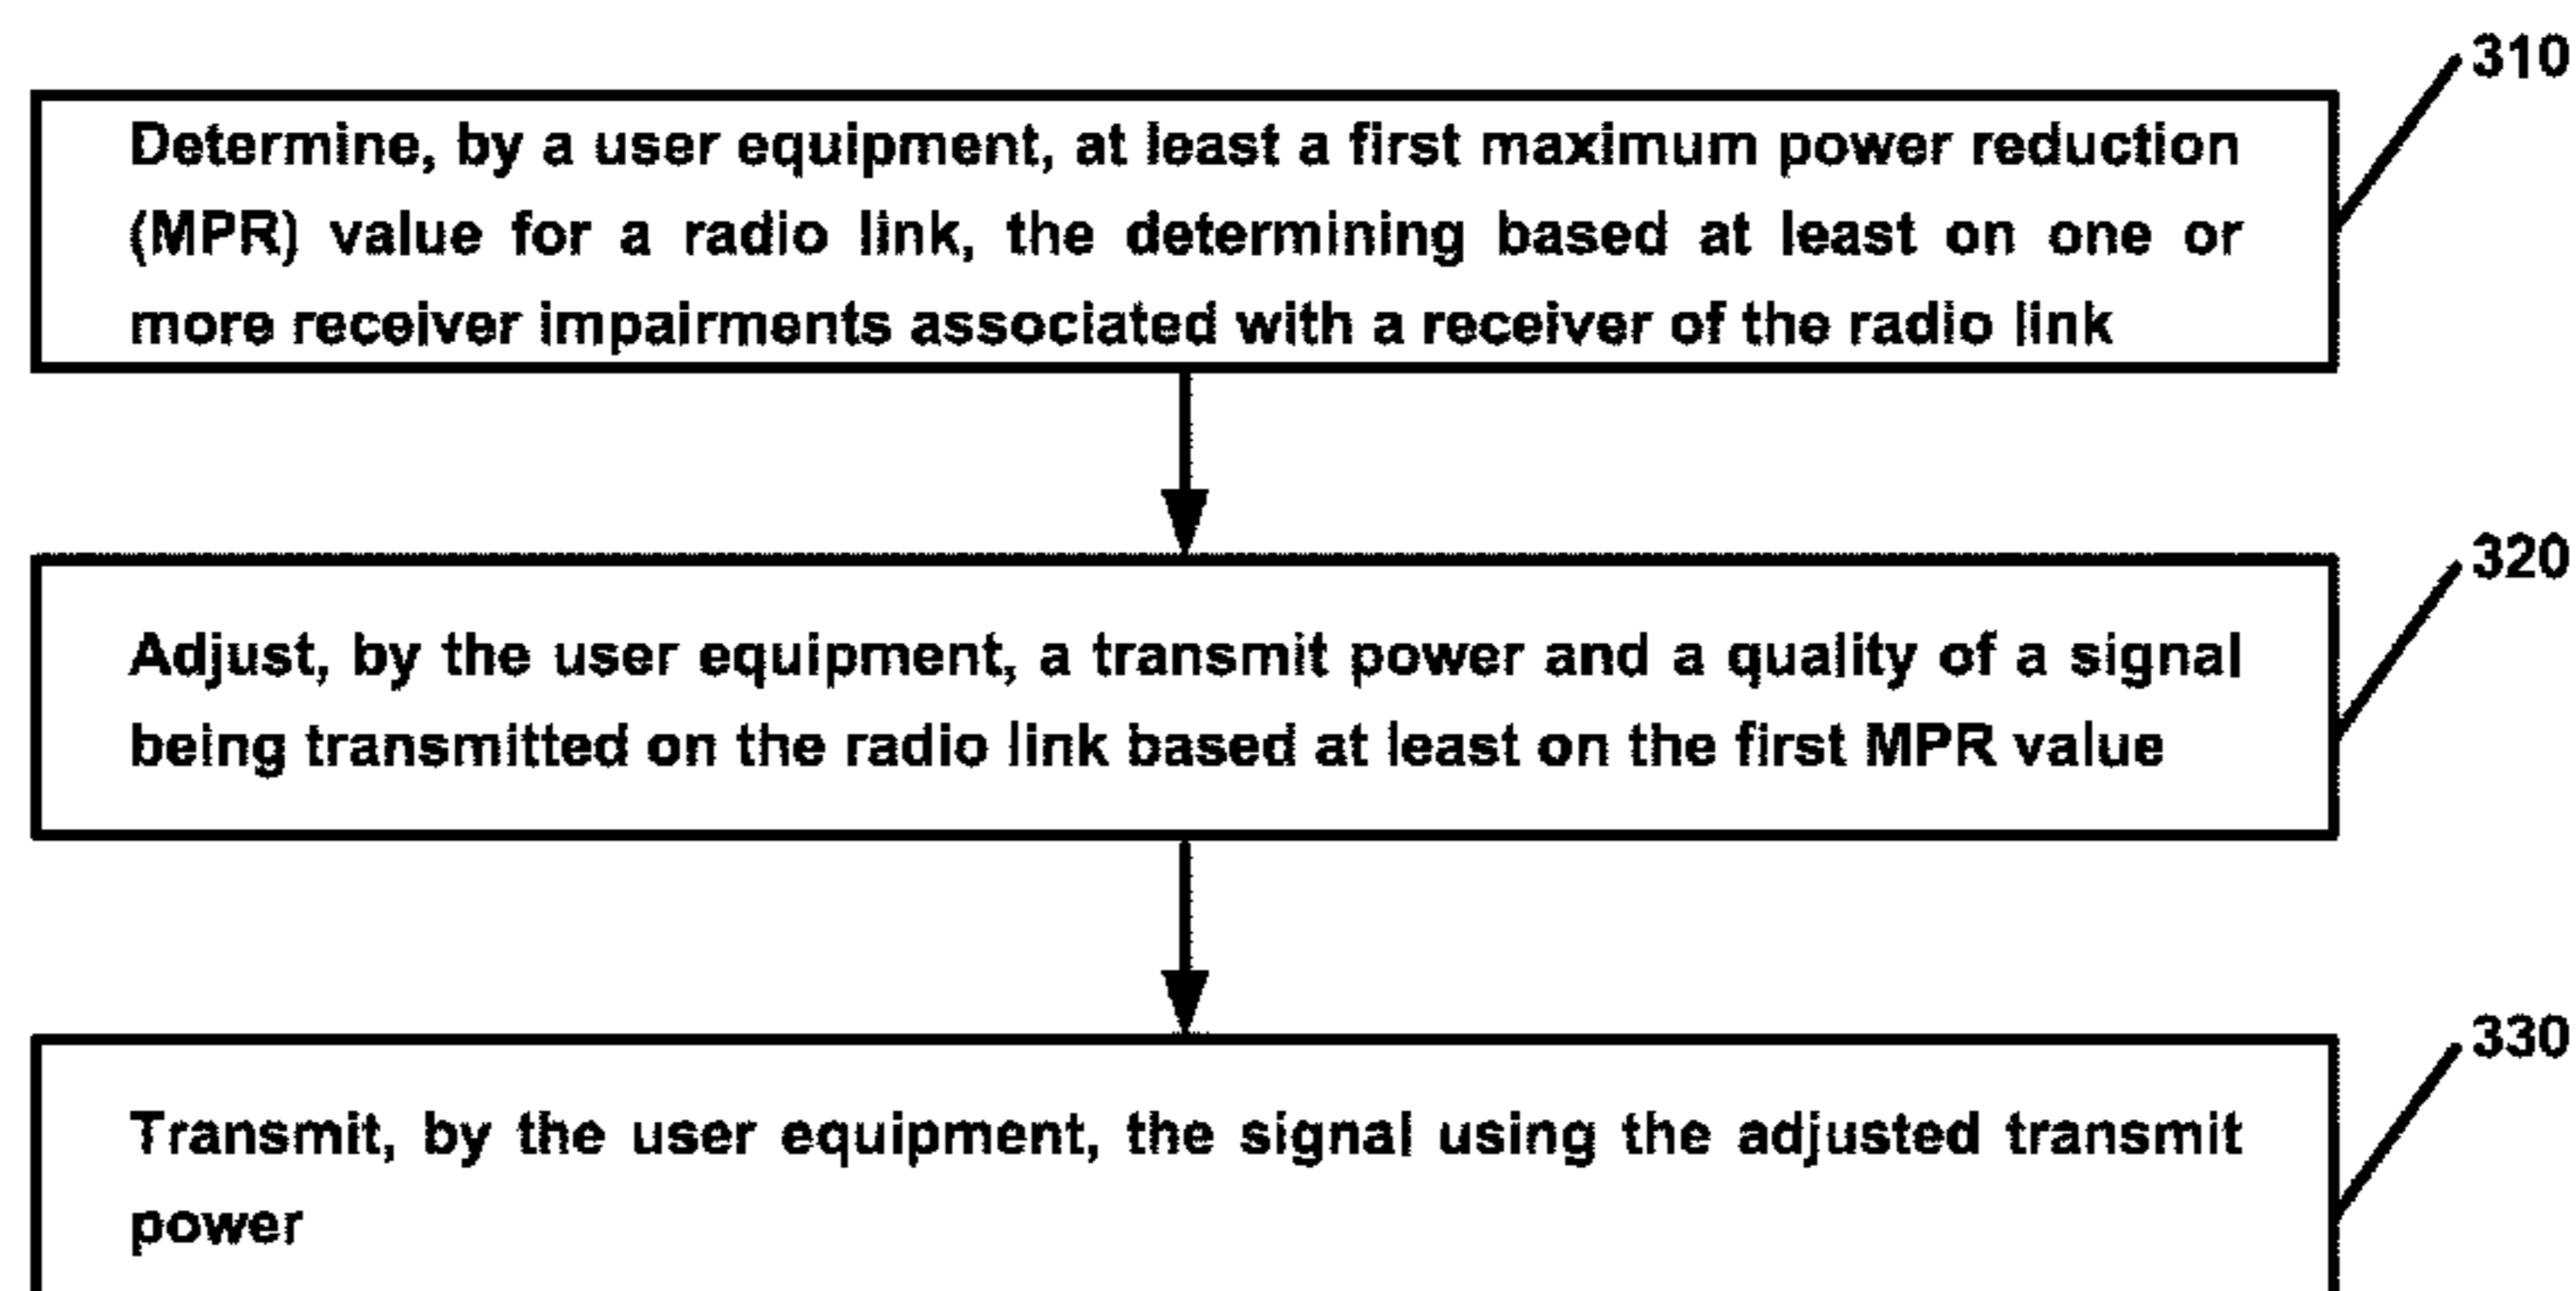 310
Determine, by a user equipment, at least a first maximum power reduction
(MPR) value for a radio link, the determining based at least on one or
more receiver impairments associated with a receiver of the radio link
320
Adjust, by the user equipment, a transmit power and a quality of a signal
being transmitted on the radio link based at least on the first MPR value
330
Transmit, by the user equipment, the signal using the adjusted transmit
power